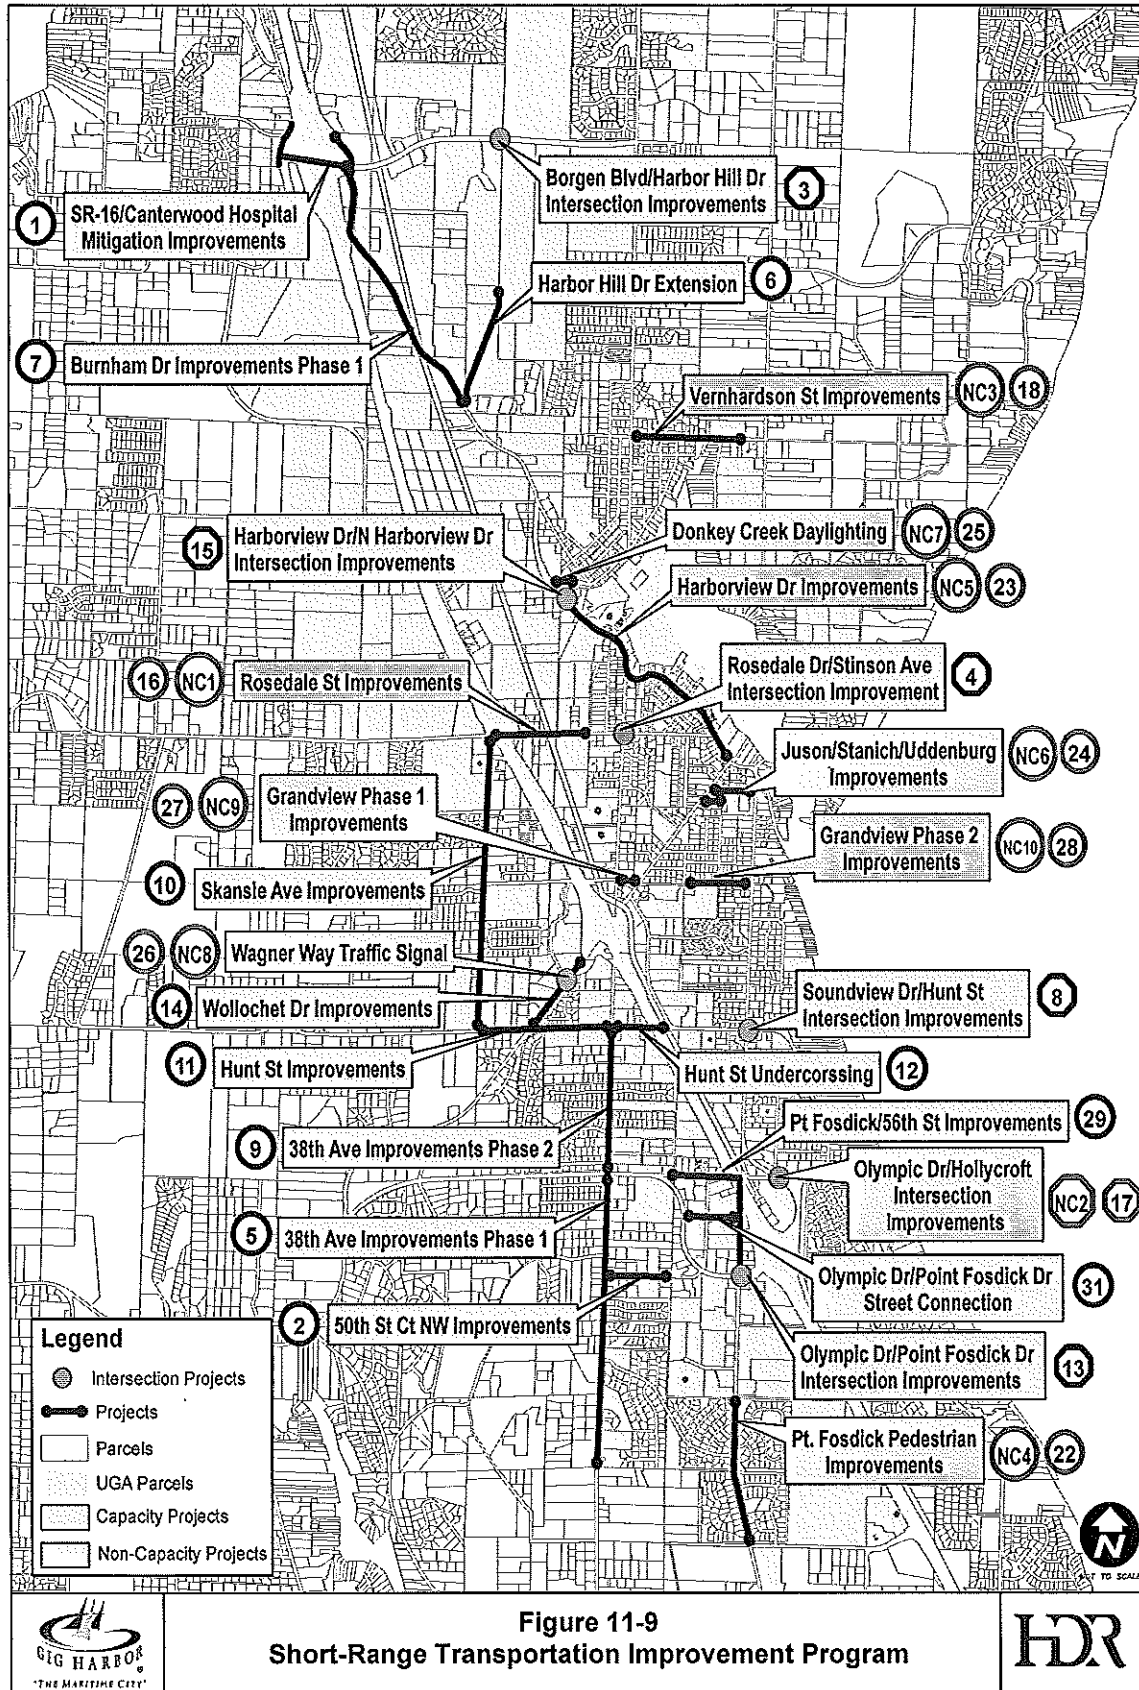 Borgen Blvd/Harbor Hill Dr
Intersection Improvements
3
1
SR-16/Canterwood Hospital
Mitigation Improvements
Harbor Hill Dr Extension
6
7
Burnham Dr Improvements Phase 1
Vernhardson St Improvements
NC3
18
15
Harborview Dr/N Harborview Dr
Intersection Improvements
Donkey Creek Daylighting
NC7
25
Harborview Dr Improvements
NC5
23
16
NC1
Rosedale St Improvements
Rosedale Dr/Stinson Ave
Intersection Improvement
4
Juson/Stanich/Uddenburg
Improvements
NC6
24
27
NC9
Grandview Phase 1
Improvements
Grandview Phase 2
Improvements
NC10
28
10
Skansie Ave Improvements
26
NC8
Wagner Way Traffic Signal
14
Wollochet Dr Improvements
Soundview Dr/Hunt St
Intersection Improvements
8
11
Hunt St Improvements
Hunt St Undercorssing
12
9
38th Ave Improvements Phase 2
Pt Fosdick/56th St Improvements
29
Olympic Dr/Hollycroft
Intersection
Improvements
NC2
17
5
38th Ave Improvements Phase 1
Olympic Dr/Point Fosdick Dr
Street Connection
31
2
50th St Ct NW Improvements
Olympic Dr/Point Fosdick Dr
Intersection Improvements
13
Pt. Fosdick Pedestrian
Improvements
NC4
22
Legend
Intersection Projects
Projects
Parcels
UGA Parcels
Capacity Projects
Non-Capacity Projects
N
TO SCALE
GIG HARBOR
"THE MARITIME CITY"
Figure 11-9
Short-Range Transportation Improvement Program
HDR